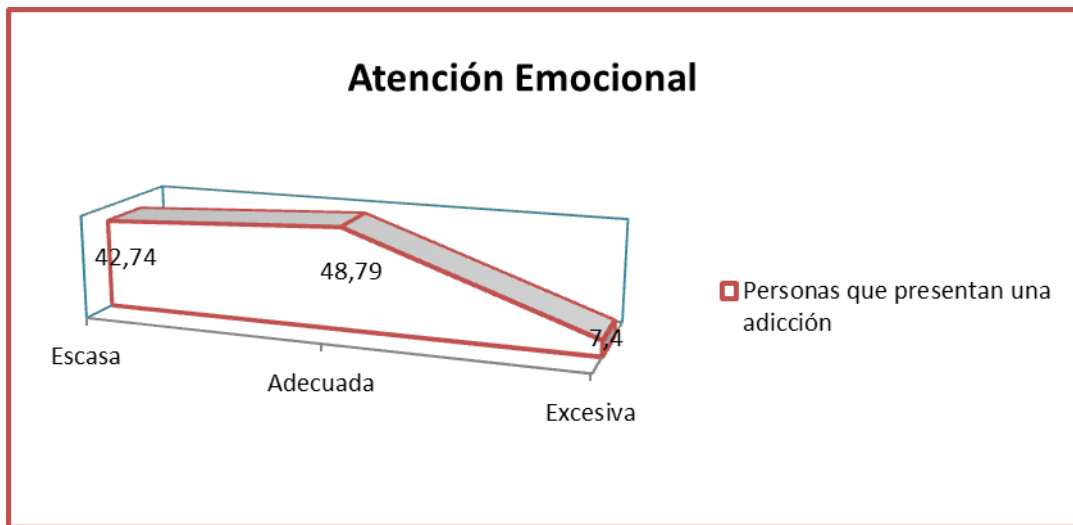 Atención Emocional
42,74
48,79
7,4
Escasa
Adecuada
Excesiva
Personas que presentan una
adicción